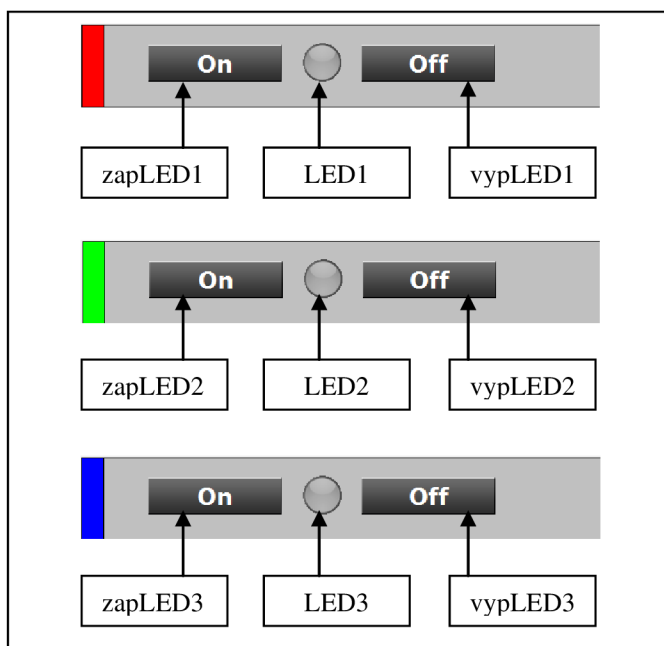 On Off
zapLED1 LED1 vypLED1
On Off
zapLED2 LED2 vypLED2
On Off
zapLED3 LED3 vypLED3